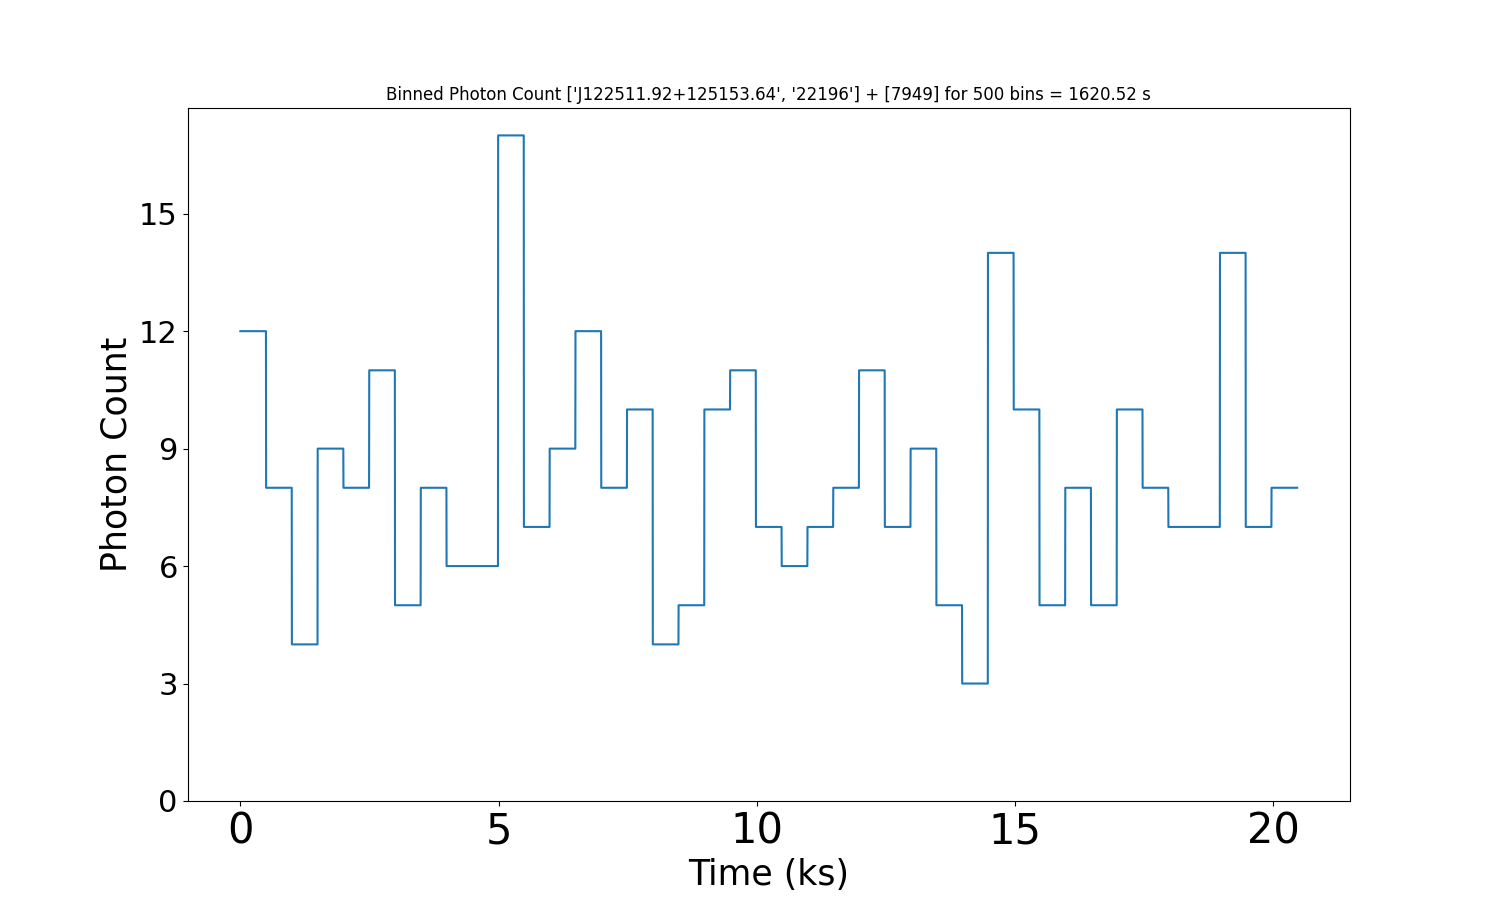 Binned Photon Count ['J122511.92+125153.64', '22196'] + [7949] for 500 bins = 1620.52 s
Photon Count
15
12
9
6
3
0
0 5 10 15 20
Time (ks)